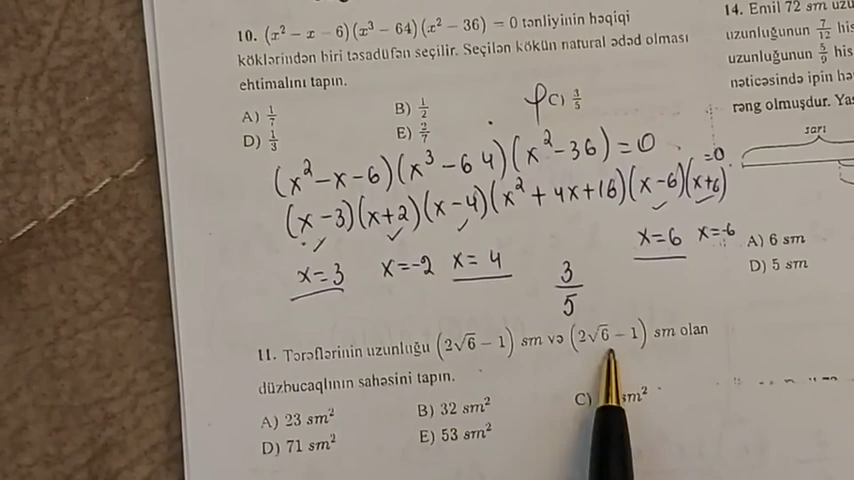 10. (x² − x − 6)(x³ − 64)(x² − 36) = 0 tənliyinin həqiqi
köklərindən biri təsadüfən seçilir. Seçilən kökün natural ədəd olması
ehtimalını tapın.
A) 1/7 B) 1/2 C) 3/5
D) 1/3 E) 2/7
(x² − x − 6)(x³ − 64)(x² − 36) = 0
(x − 3)(x + 2)(x − 4)(x² + 4x + 16)(x − 6)(x + 6) = 0
x = 3 x = −2 x = 4 x = 6 x = −6
3/5
11. Tərəflərinin uzunluğu (2√6 − 1) sm və (2√6 − 1) sm olan
düzbucaqlının sahəsini tapın.
A) 23 sm² B) 32 sm² C) sm²
D) 71 sm² E) 53 sm²
14. Emil 72 sm
uzunluğunun 7/12
uzunluğunun 5/9 his
nəticəsində ipin
rəng olmuşdur.
sarı
A) 6 sm
D) 5 sm